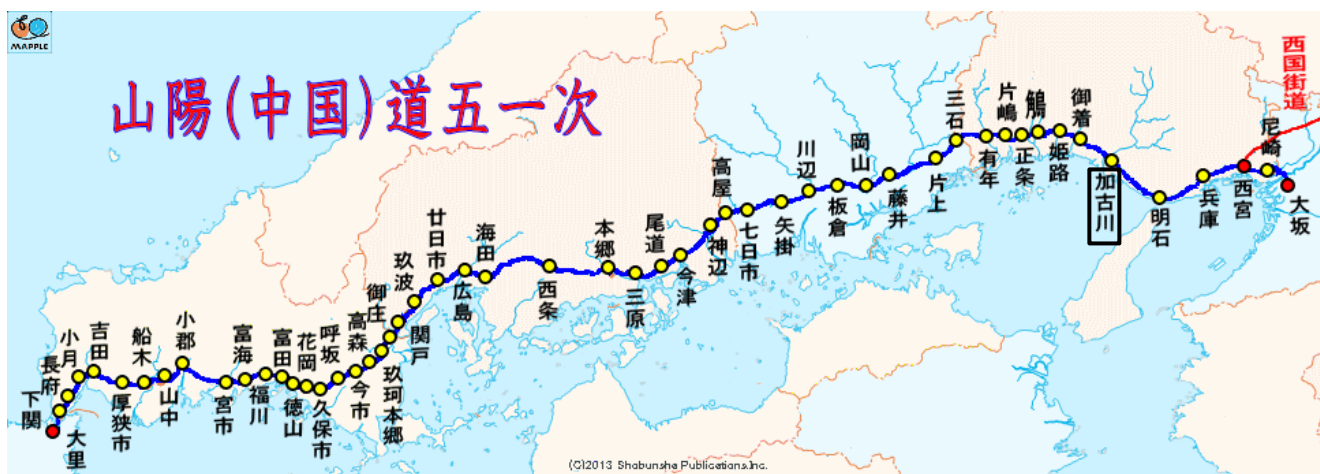 MAPPLE
山陽(中国)道五一次
西国街道
下関
大里
長府
小月
吉田
厚狭市
船木
山中
小郡
宮市
富海
福川
富田
徳山
花岡
久保市
呼坂
今市
高森
玖珂本郷
御庄
関戸
玖波
廿日市
広島
海田
西条
本郷
三原
尾道
今津
神辺
高屋
七日市
矢掛
川辺
板倉
岡山
藤井
片上
三石
有年
片嶋
正条
鵤
姫路
御着
加古川
明石
兵庫
西宮
尼崎
大坂
(C)2013 Shobunsha Publications.Inc.